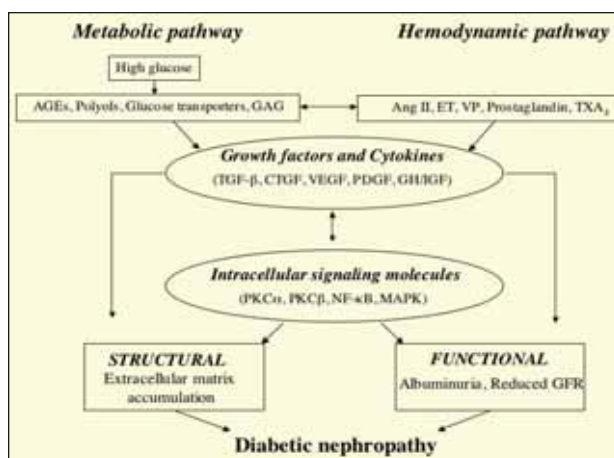 Metabolic pathway
Hemodynamic pathway
High glucose
AGEs, Polyols, Glucose transporters, GAG
Ang II, ET, VP, Prostaglandin, TXA₂
Growth factors and Cytokines
(TGF-β, CTGF, VEGF, PDGF, GH/IGF)
Intracellular signaling molecules
(PKCα, PKCβ, NF-κB, MAPK)
STRUCTURAL
Extracellular matrix
accumulation
FUNCTIONAL
Albuminuria, Reduced GFR
Diabetic nephropathy